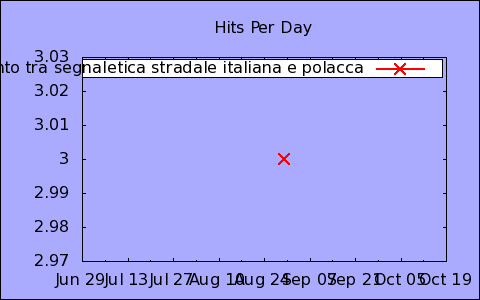 Hits Per Day
3.03
nto tra segnaletica stradale italiana e polacca
3.02
3.01
3
2.99
2.98
2.97
Jun 29 Jul 13 Jul 27 Aug 10 Aug 24 Sep 07 Sep 21 Oct 05 Oct 19